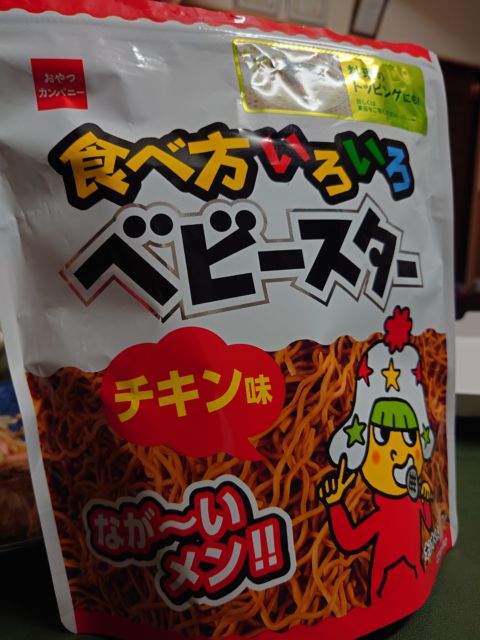 おやつ
カンパニー
トッピングにも!
食べ方いろいろ
ベビースター
チキン味
なが〜い
メン!!